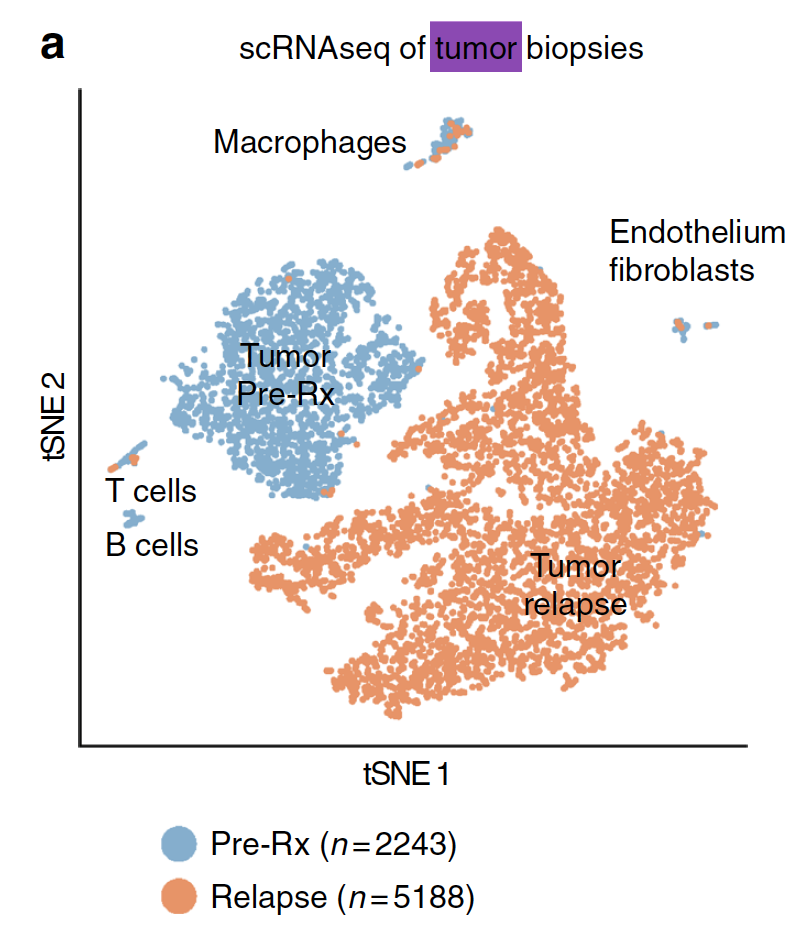 a
scRNAseq of tumor biopsies
Macrophages
Endothelium
fibroblasts
Tumor
Pre-Rx
tSNE 2
T cells
B cells
Tumor
relapse
tSNE 1
Pre-Rx (n=2243)
Relapse (n=5188)